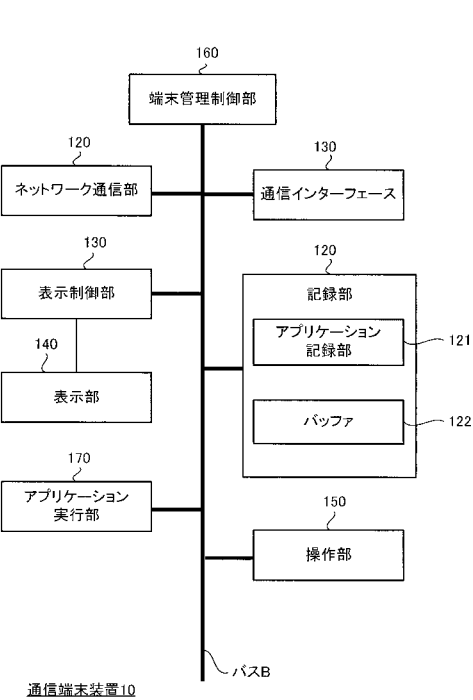 160
端末管理制御部
120
ネットワーク通信部
130
通信インターフェース
130
表示制御部
120
記録部
アプリケーション
記録部
121
140
表示部
バッファ
122
170
アプリケーション
実行部
150
操作部
バスB
通信端末装置10